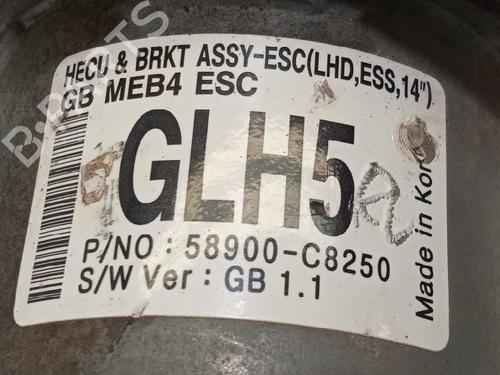 HECU & BRKT ASSY-ESC(LHD,ESS,14")
GB MEB4 ESC
GLH5
P/NO : 58900-C8250
S/W Ver : GB 1.1
Made in Kor
B-PARTS